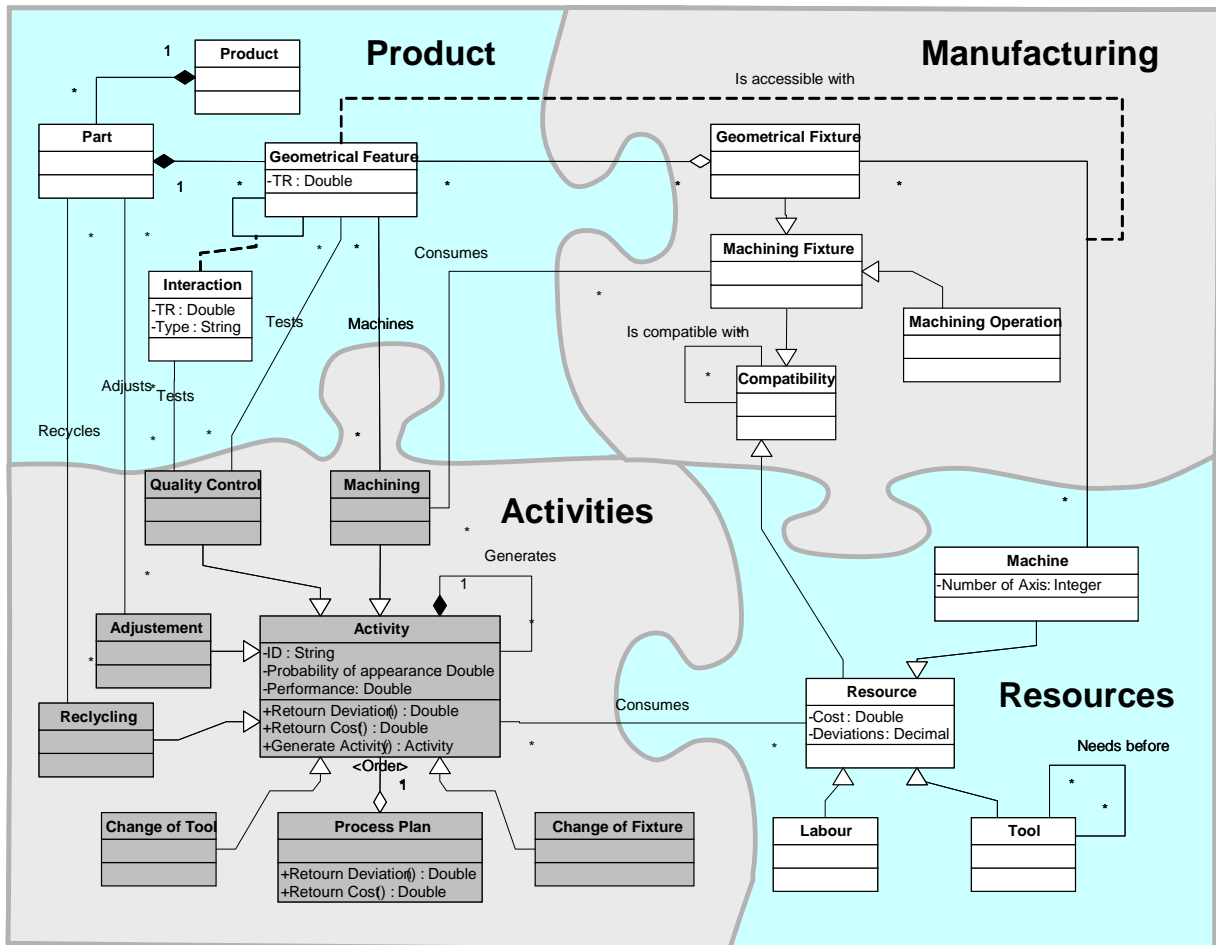 Product
Manufacturing
1
Product
Is accessible with
*
Part
Geometrical Feature
-TR : Double
Geometrical Fixture
1
*
*
*
*
*
*
*
*
Consumes
Machining Fixture
Interaction
-TR : Double
-Type : String
*
Tests
Machines
Is compatible with
*
Machining Operation
*
Compatibility
Adjusts
*
Tests
Recycles
*
*
*
Quality Control
Machining
Activities
*
*
Generates
Machine
-Number of Axis: Integer
1
*
Adjustement
Activity
*
-ID : String
-Probability of appearance: Double
-Performance: Double
*
Resource
Resources
-Cost : Double
-Deviations: Decimal
Reclycling
+Retourn Deviation() : Double
+Retourn Cost() : Double
+Generate Activity() : Activity
Consumes
*
*
Needs before
<Order>
1
*
*
Change of Tool
Process Plan
+Retourn Deviation() : Double
+Retourn Cost() : Double
Change of Fixture
Labour
Tool